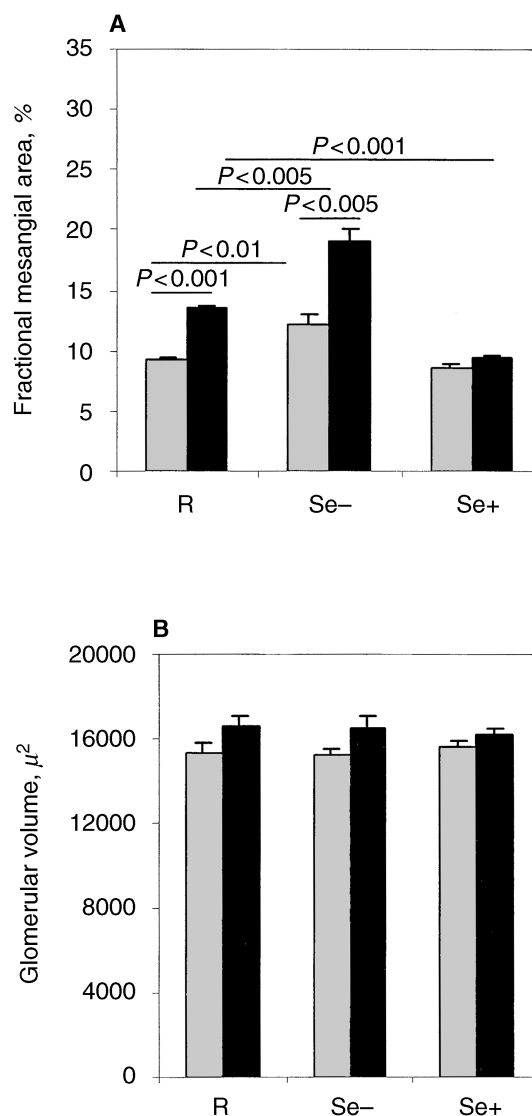 A
Fractional mesangial area, %
35
30
25
20
15
10
5
0
P<0.001
P<0.005
P<0.005
P<0.01
P<0.001
R Se– Se+
B
Glomerular volume, μ²
20000
16000
12000
8000
4000
0
R Se– Se+